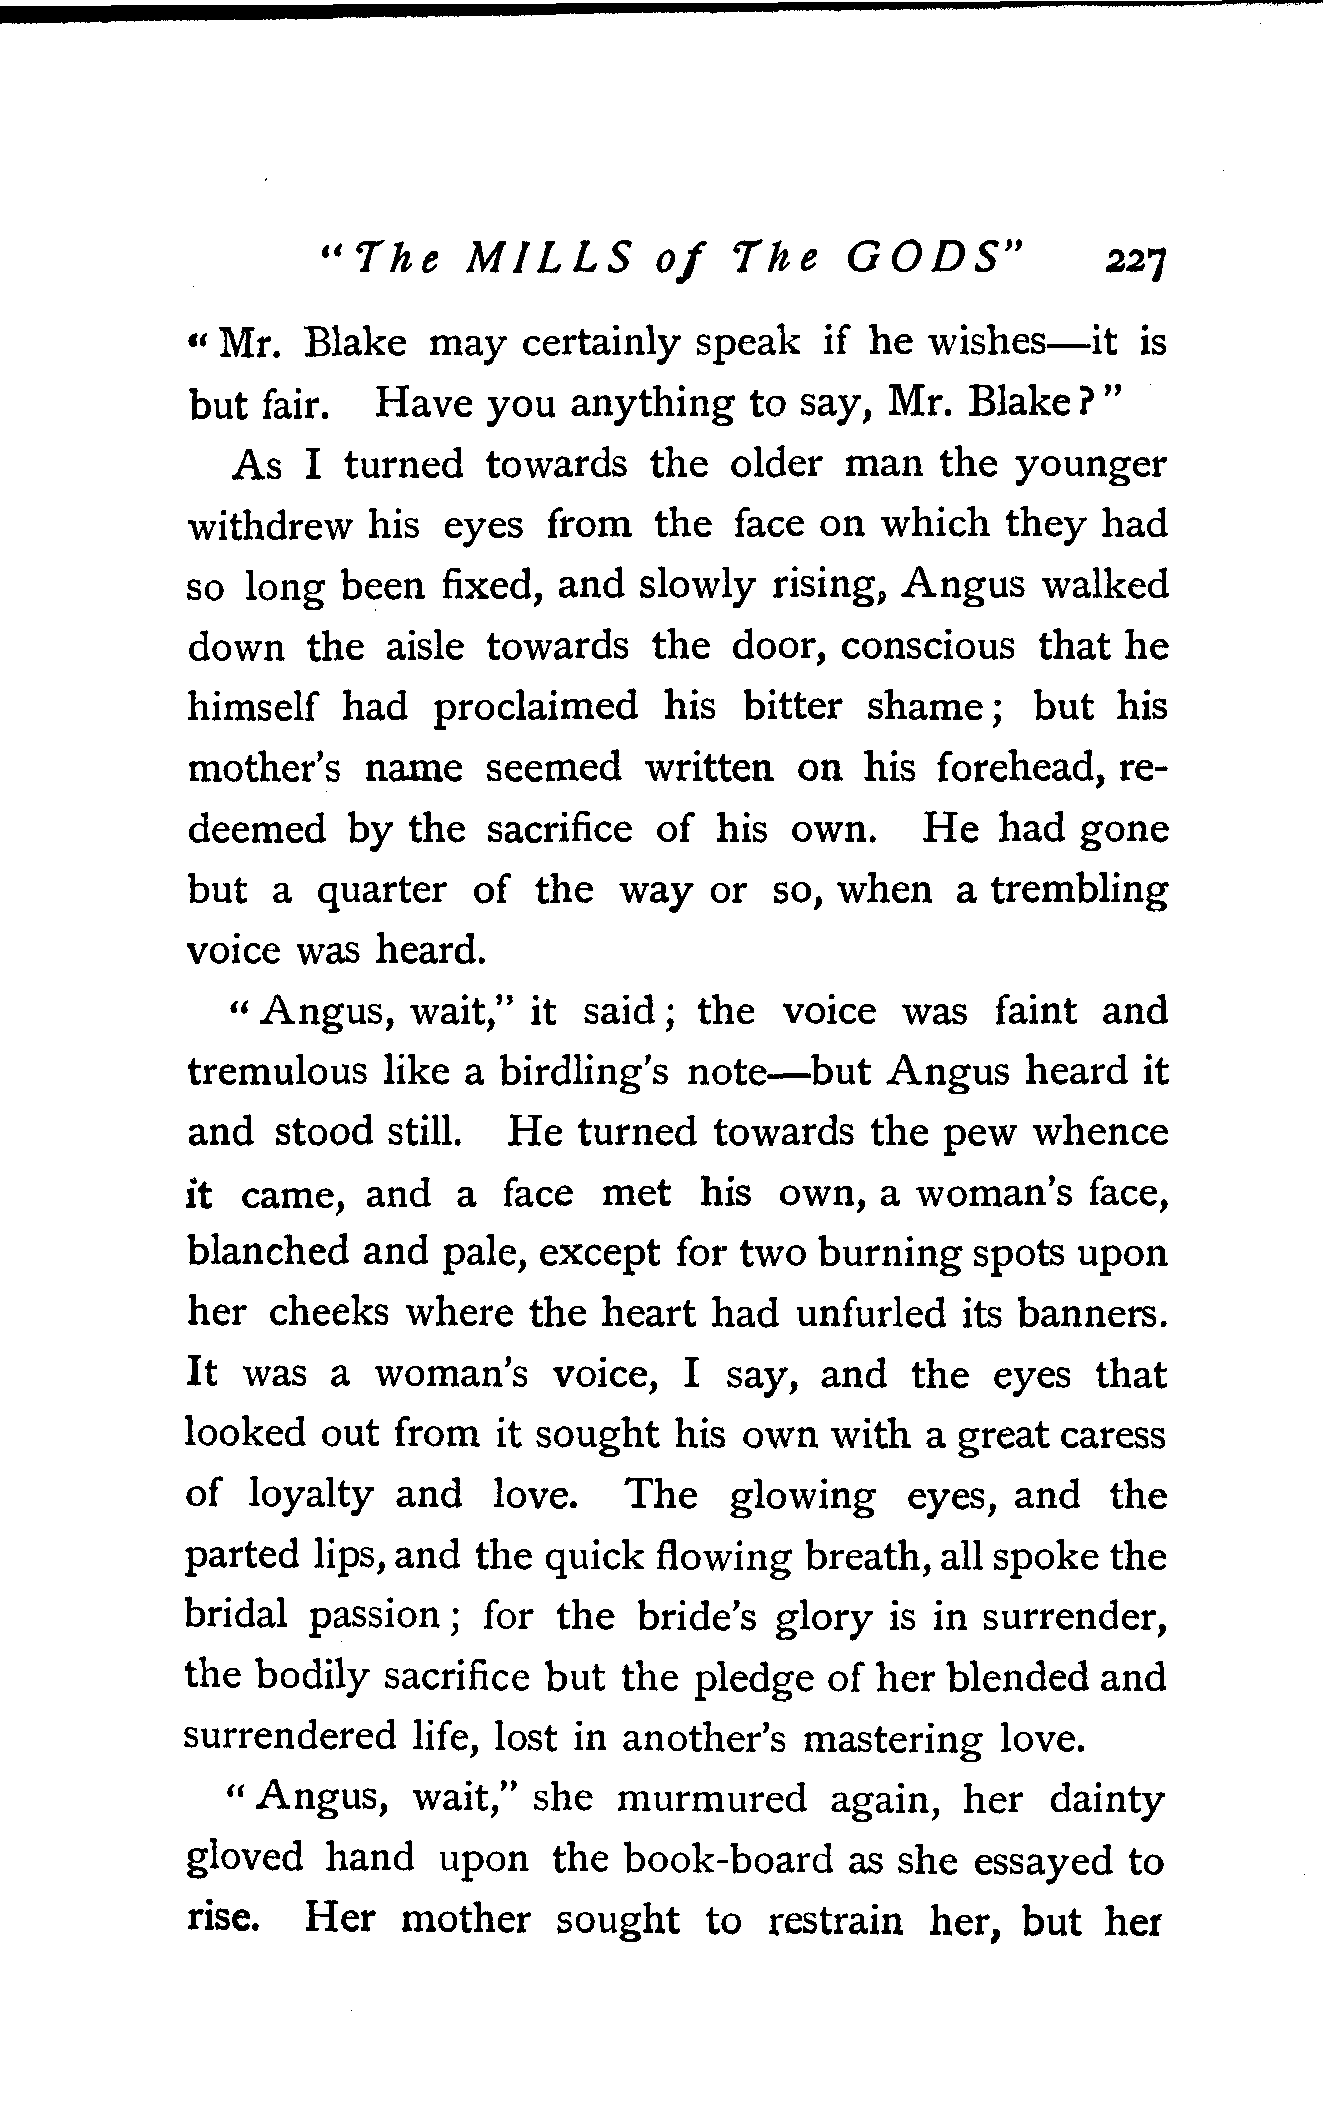 "The MILLS of The GODS" 227
" Mr. Blake may certainly speak if he wishes—it is
but fair. Have you anything to say, Mr. Blake ? "
As I turned towards the older man the younger
withdrew his eyes from the face on which they had
so long been fixed, and slowly rising, Angus walked
down the aisle towards the door, conscious that he
himself had proclaimed his bitter shame ; but his
mother's name seemed written on his forehead, re-
deemed by the sacrifice of his own. He had gone
but a quarter of the way or so, when a trembling
voice was heard.
" Angus, wait," it said ; the voice was faint and
tremulous like a birdling's note—but Angus heard it
and stood still. He turned towards the pew whence
it came, and a face met his own, a woman's face,
blanched and pale, except for two burning spots upon
her cheeks where the heart had unfurled its banners.
It was a woman's voice, I say, and the eyes that
looked out from it sought his own with a great caress
of loyalty and love. The glowing eyes, and the
parted lips, and the quick flowing breath, all spoke the
bridal passion ; for the bride's glory is in surrender,
the bodily sacrifice but the pledge of her blended and
surrendered life, lost in another's mastering love.
" Angus, wait," she murmured again, her dainty
gloved hand upon the book-board as she essayed to
rise. Her mother sought to restrain her, but her